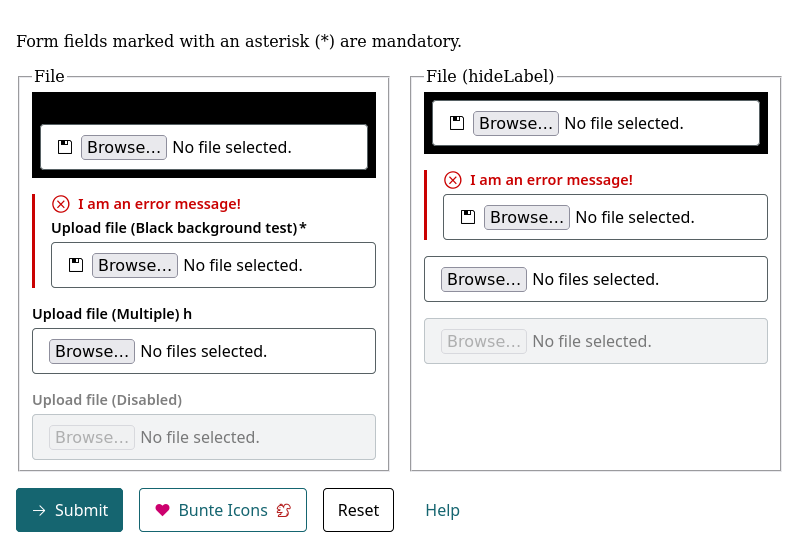 Form fields marked with an asterisk (*) are mandatory.
File
Browse... No file selected.
I am an error message!
Upload file (Black background test)*
Browse... No file selected.
Upload file (Multiple) h
Browse... No files selected.
Upload file (Disabled)
Browse... No file selected.
File (hideLabel)
Browse... No file selected.
I am an error message!
Browse... No file selected.
Browse... No files selected.
Browse... No file selected.
Submit
Bunte Icons
Reset
Help